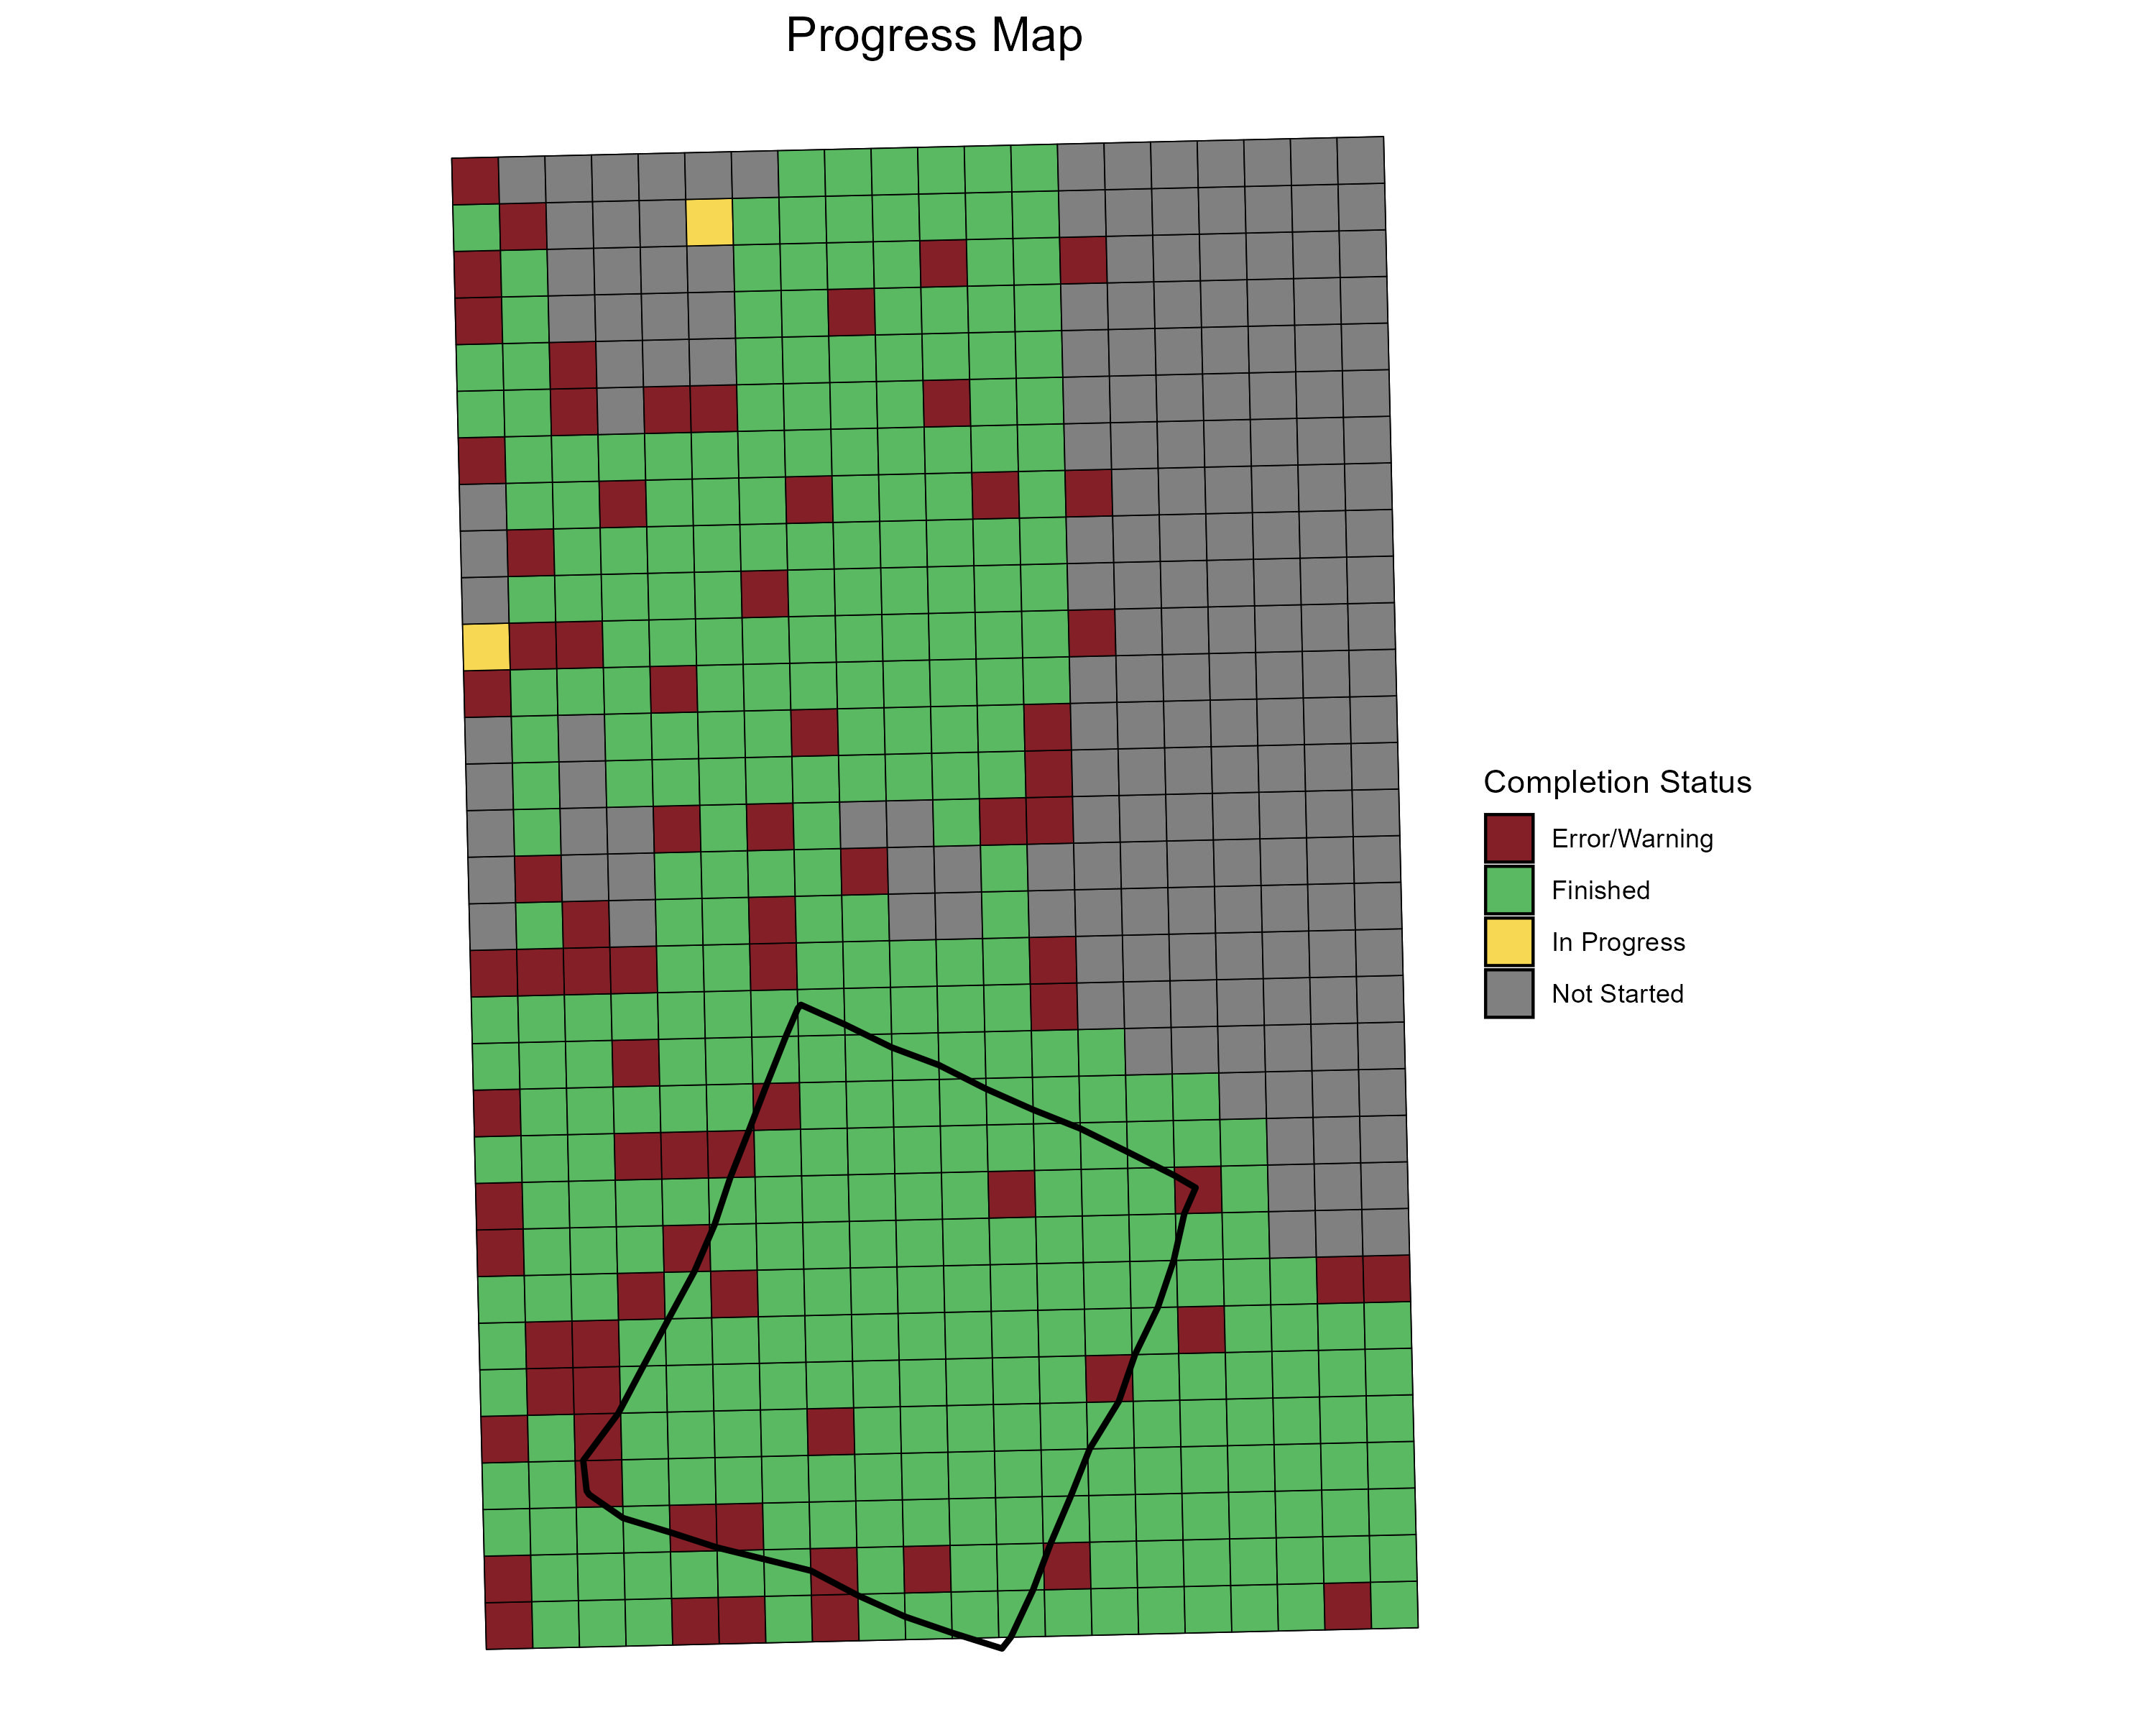 Progress Map
Completion Status
Error/Warning
Finished
In Progress
Not Started